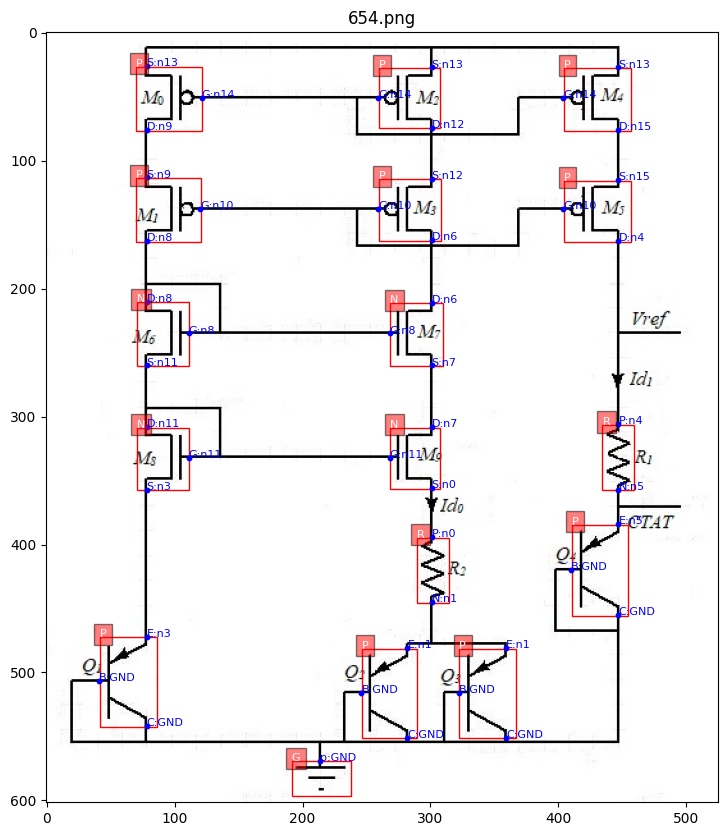 654.png
0
P S:n13
P S:n13
P S:n13
M0 G:n14
G:n14 M2
G:n14 M4
D:n9
D:n12
D:n15
100
P S:n9
P S:n12
P S:n15
M1 G:n10
G:n10 M3
G:n10 M5
D:n8
D:n6
D:n4
200
N D:n8
N D:n6
M6 G:n8
G:n8 M7
Vref
S:n11
S:n7
Id1
300
N D:n11
N D:n7
R P:n4
M8 G:n11
G:n11 M9
R1
S:n3
S:n0
N:n5
Id0
P E:n5
CTAT
R P:n0
400
Q4
B:GND
R2
N:n1
C:GND
P E:n3
P E:n1
P E:n1
Q1
B:GND
Q2
B:GND
Q3
B:GND
500
C:GND
C:GND
C:GND
G p:GND
600
0 100 200 300 400 500